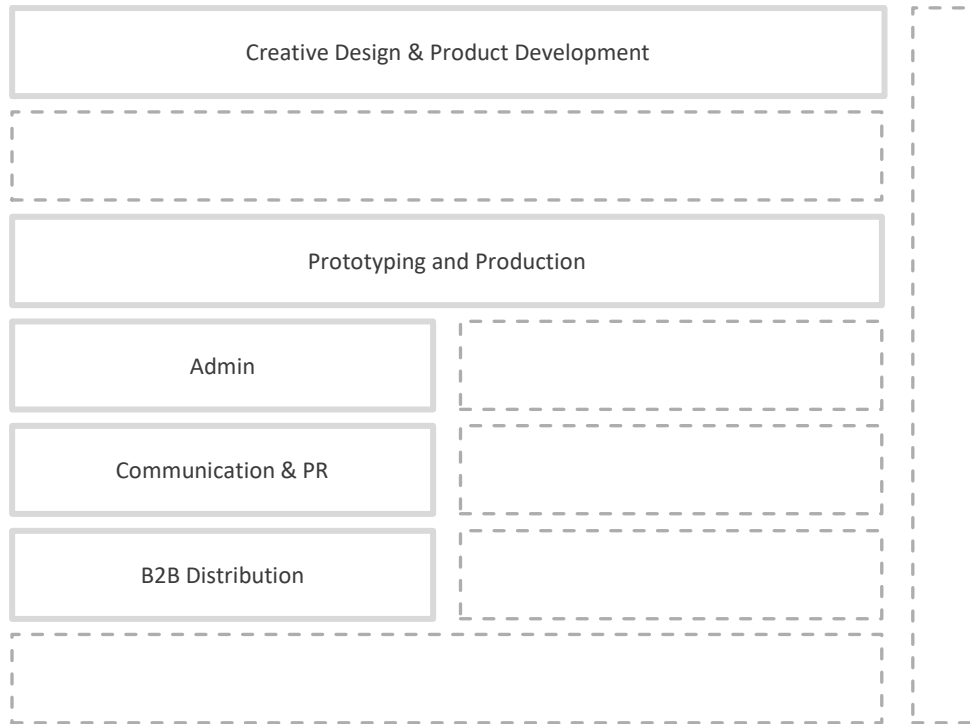 Creative Design & Product Development
Prototyping and Production
Admin
Communication & PR
B2B Distribution